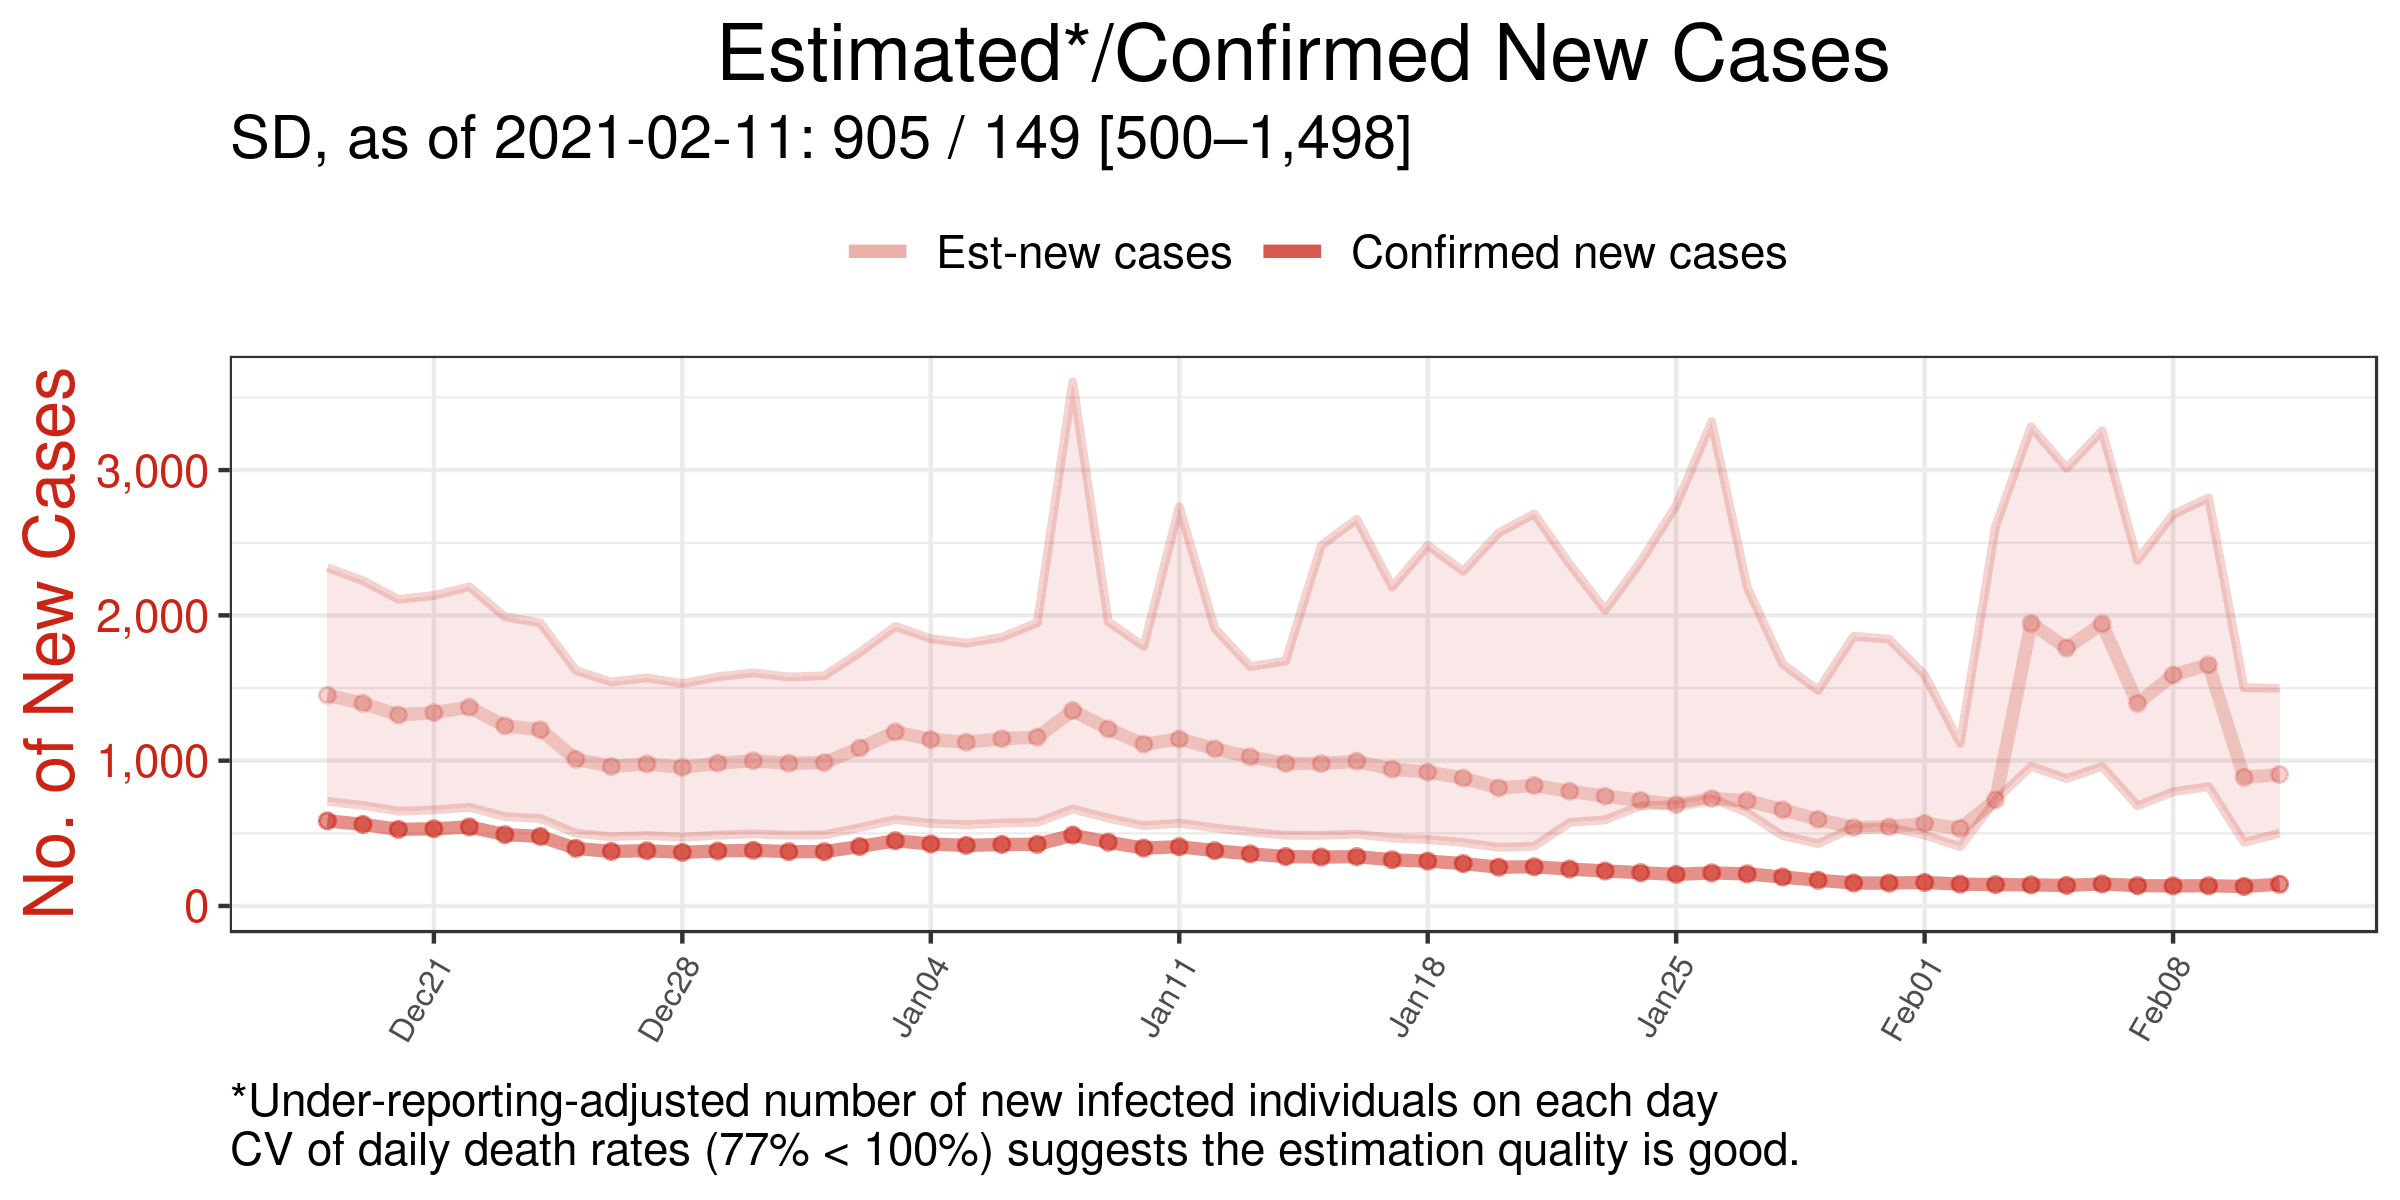 Estimated*/Confirmed New Cases
SD, as of 2021-02-11: 905 / 149 [500–1,498]
Est-new cases Confirmed new cases
No. of New Cases
3,000
2,000
1,000
0
Dec21 Dec28 Jan04 Jan11 Jan18 Jan25 Feb01 Feb08
*Under-reporting-adjusted number of new infected individuals on each day
CV of daily death rates (77% < 100%) suggests the estimation quality is good.